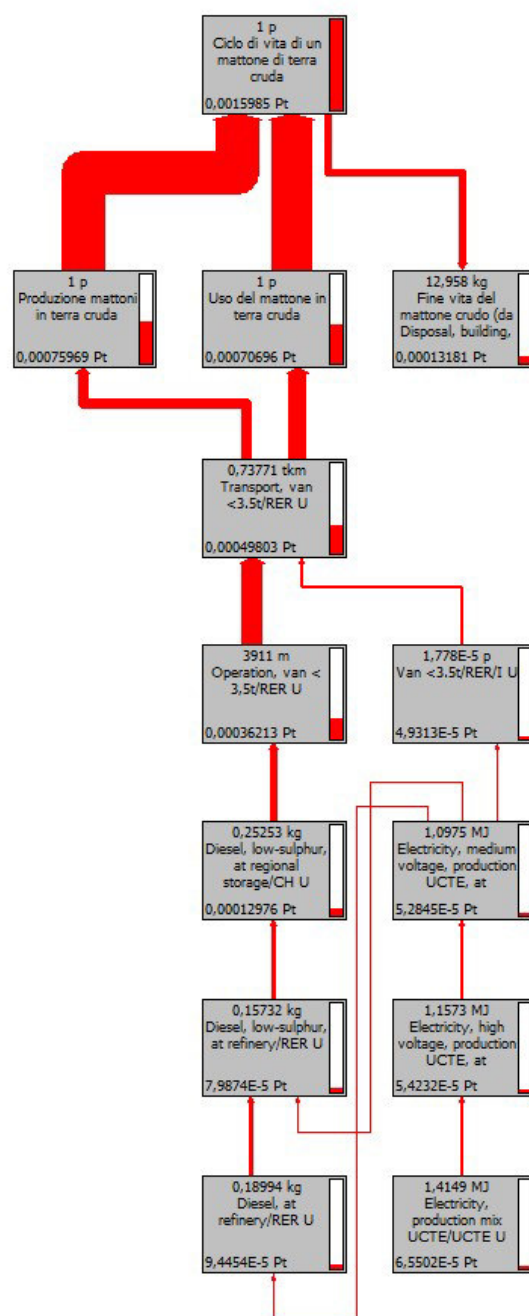 1 p
Ciclo di vita di un
mattone di terra
cruda
0,0015985 Pt
1 p
Produzione mattoni
in terra cruda
0,00075969 Pt
1 p
Uso del mattone in
terra cruda
0,00070696 Pt
12,958 kg
Fine vita del
mattone crudo (da
Disposal, building,
0,00013181 Pt
0,73771 tkm
Transport, van
<3.5t/RER U
0,00049803 Pt
3911 m
Operation, van <
3,5t/RER U
0,00036213 Pt
1,778E-5 p
Van <3.5t/RER/I U
4,9313E-5 Pt
0,25253 kg
Diesel, low-sulphur,
at regional
storage/CH U
0,00012976 Pt
1,0975 MJ
Electricity, medium
voltage, production
UCTE, at
5,2845E-5 Pt
0,15732 kg
Diesel, low-sulphur,
at refinery/RER U
7,9874E-5 Pt
1,1573 MJ
Electricity, high
voltage, production
UCTE, at
5,4232E-5 Pt
0,18994 kg
Diesel, at
refinery/RER U
9,4454E-5 Pt
1,4149 MJ
Electricity,
production mix
UCTE/UCTE U
6,5502E-5 Pt